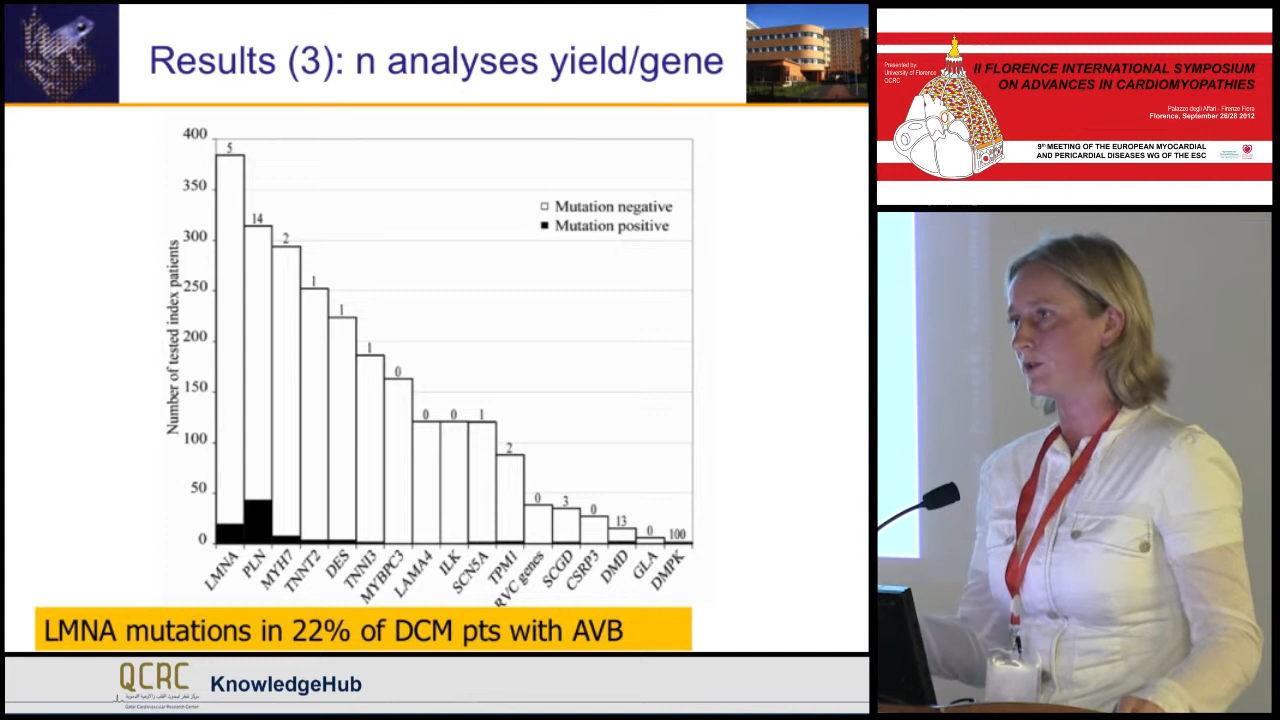 Results (3): n analyses yield/gene
Number of tested index patients
400
350
300
250
200
150
100
50
0
5
14
2
1
1
1
0
0
0
1
2
0
3
0
13
0
100
Mutation negative
Mutation positive
LMNA
PLN
MYH7
TNNT2
DES
TNNI3
MYBPC3
LAMA4
ILK
SCN5A
TPM1
RVC genes
SCGD
CSRP3
DMD
GLA
DMPK
LMNA mutations in 22% of DCM pts with AVB
QCRC
Qatar Cardiovascular Research Center
KnowledgeHub
Presented by:
University of Florence
QCRC
II FLORENCE INTERNATIONAL SYMPOSIUM
ON ADVANCES IN CARDIOMYOPATHIES
Palazzo degli Affari - Firenze Fiera
Florence, September 26/28 2012
9th MEETING OF THE EUROPEAN MYOCARDIAL
AND PERICARDIAL DISEASES WG OF THE ESC